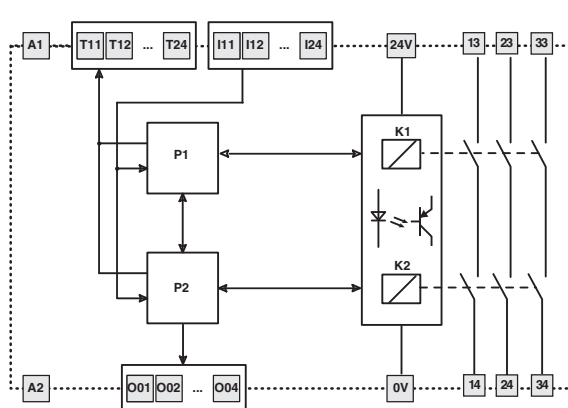 A1 T11 T12 ... T24 I11 I12 ... I24 24V 13 23 33
K1
P1
K2
P2
A2 O01 O02 ... O04 0V 14 24 34